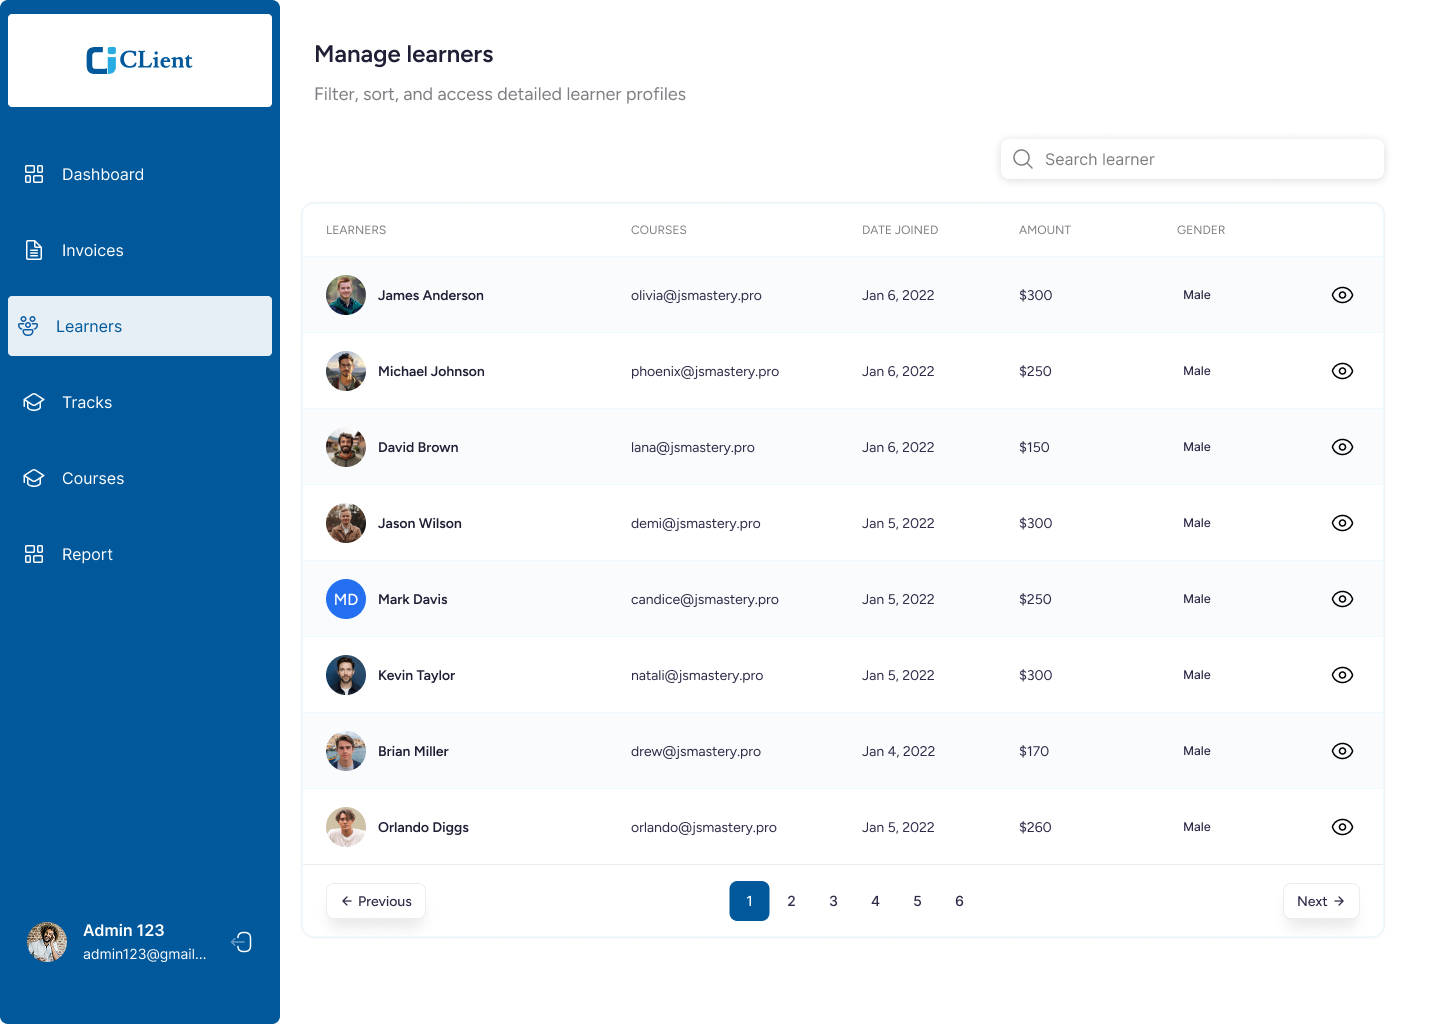 CLient
Manage learners
Filter, sort, and access detailed learner profiles
Search learner
Dashboard
Invoices
Learners
Tracks
Courses
Report
LEARNERS COURSES DATE JOINED AMOUNT GENDER
James Anderson olivia@jsmastery.pro Jan 6, 2022 $300 Male
Michael Johnson phoenix@jsmastery.pro Jan 6, 2022 $250 Male
David Brown lana@jsmastery.pro Jan 6, 2022 $150 Male
Jason Wilson demi@jsmastery.pro Jan 5, 2022 $300 Male
MD Mark Davis candice@jsmastery.pro Jan 5, 2022 $250 Male
Kevin Taylor natali@jsmastery.pro Jan 5, 2022 $300 Male
Brian Miller drew@jsmastery.pro Jan 4, 2022 $170 Male
Orlando Diggs orlando@jsmastery.pro Jan 5, 2022 $260 Male
← Previous 1 2 3 4 5 6 Next →
Admin 123
admin123@gmail...